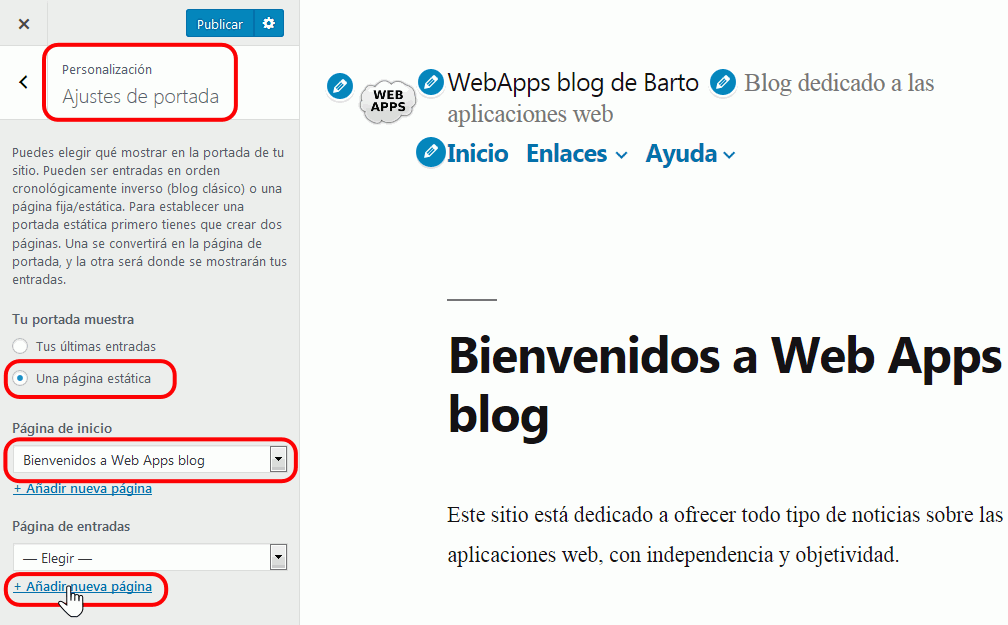 Publicar
Personalización
Ajustes de portada
Puedes elegir qué mostrar en la portada de tu
sitio. Pueden ser entradas en orden
cronológicamente inverso (blog clásico) o una
página fija/estática. Para establecer una
portada estática primero tienes que crear dos
páginas. Una se convertirá en la página de
portada, y la otra será donde se mostrarán tus
entradas.
Tu portada muestra
Tus últimas entradas
Una página estática
Página de inicio
Bienvenidos a Web Apps blog
+ Añadir nueva página
Página de entradas
— Elegir —
+ Añadir nueva página
WEB
APPS
WebApps blog de Barto Blog dedicado a las
aplicaciones web
Inicio Enlaces Ayuda
Bienvenidos a Web Apps
blog
Este sitio está dedicado a ofrecer todo tipo de noticias sobre las
aplicaciones web, con independencia y objetividad.